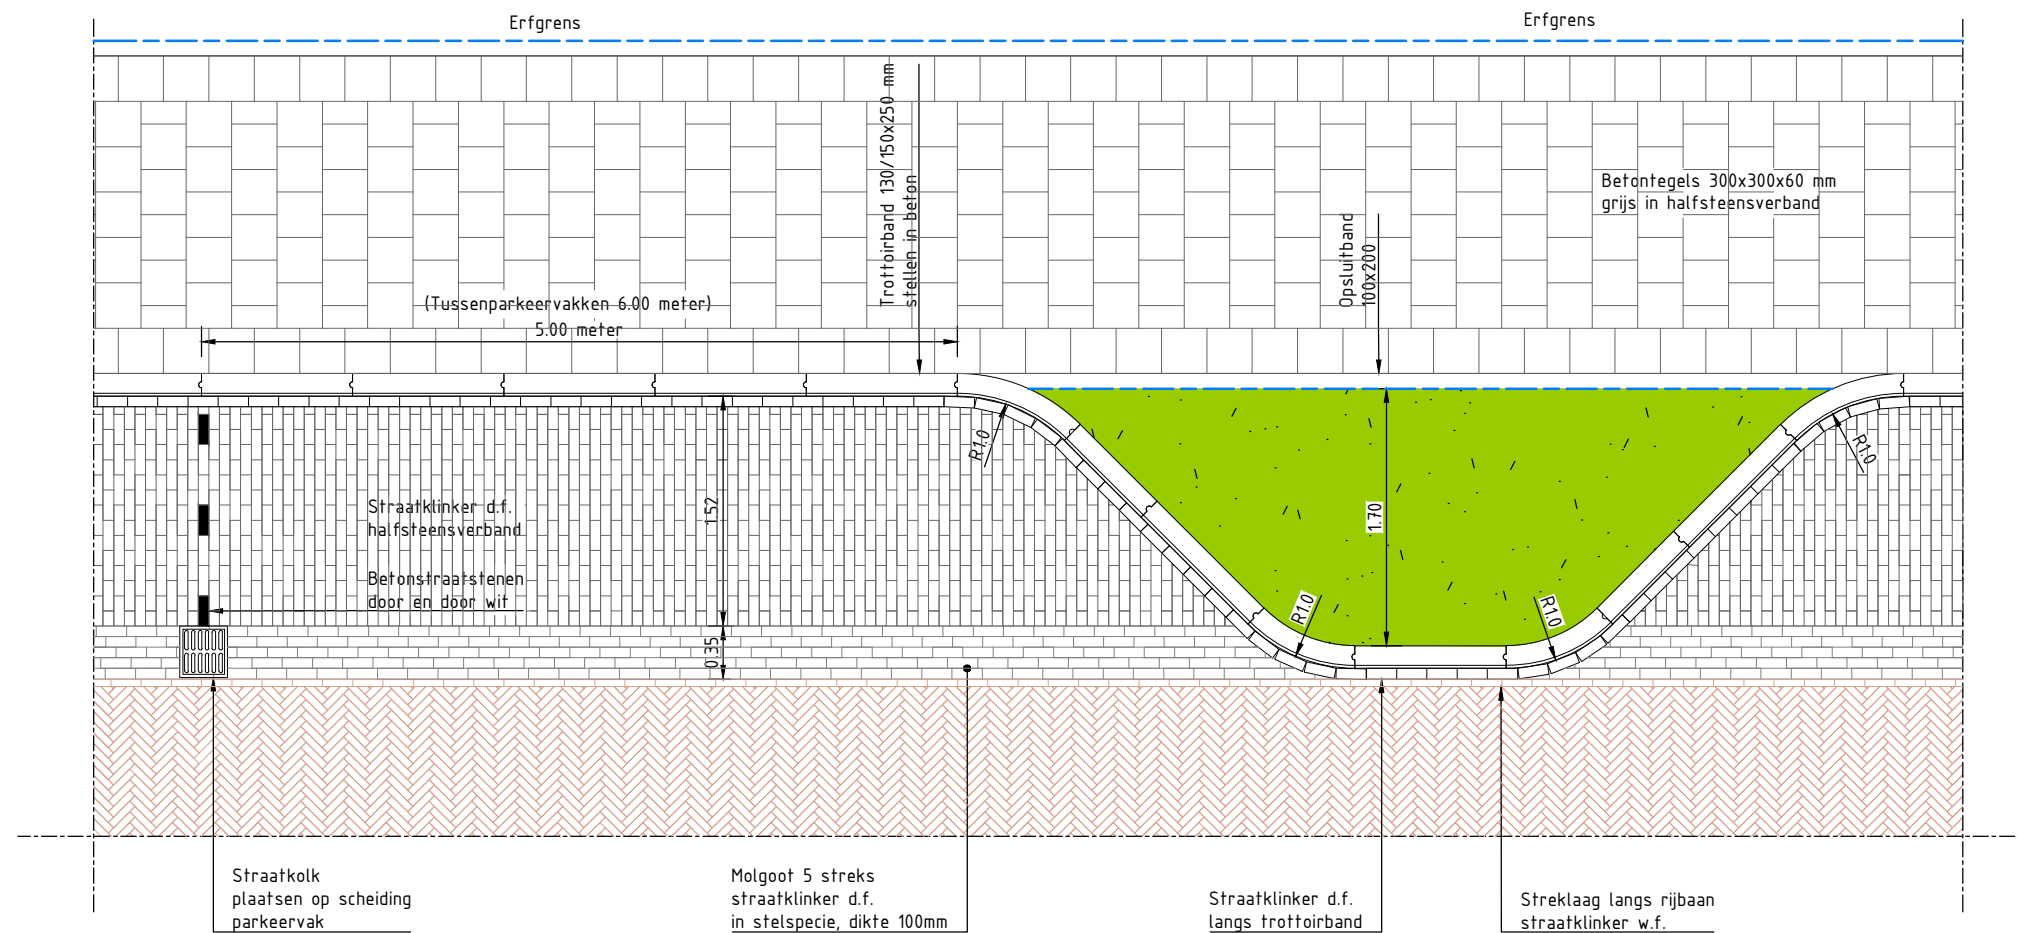 Erfgrens
Erfgrens
Trottoirband 130/150x250 mm
stellen in beton
Betontegels 300x300x60 mm
grijs in halfsteensverband
Opsluitband
100x200
(Tussenparkeervakken 6.00 meter)
5.00 meter
R1.0
R1.0
1.52
1.70
Straatklinker d.f.
halfsteensverband
Betonstraatstenen
door en door wit
R1.0
R1.0
0.35
Straatkolk
plaatsen op scheiding
parkeervak
Molgoot 5 streks
straatklinker d.f.
in stelspecie, dikte 100mm
Straatklinker d.f.
langs trottoirband
Streklaag langs rijbaan
straatklinker w.f.